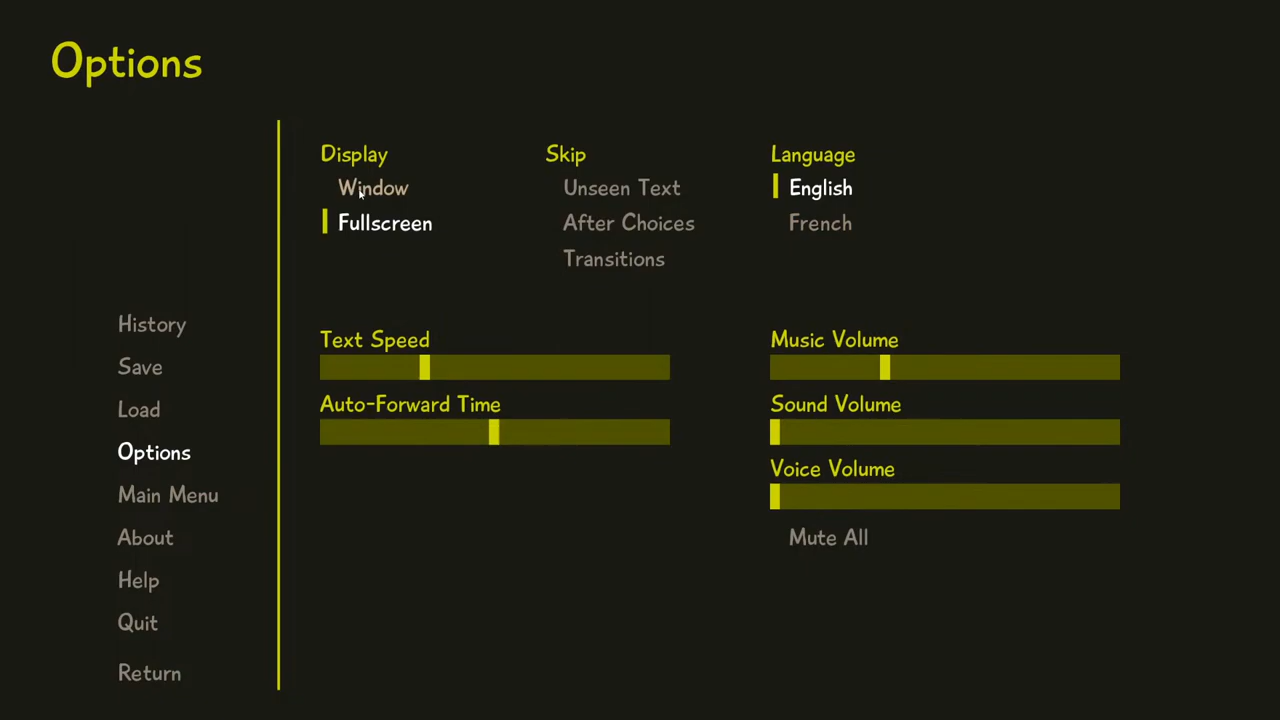 Options
History
Save
Load
Options
Main Menu
About
Help
Quit
Return
Display
Window
Fullscreen
Skip
Unseen Text
After Choices
Transitions
Language
English
French
Text Speed
Auto-Forward Time
Music Volume
Sound Volume
Voice Volume
Mute All